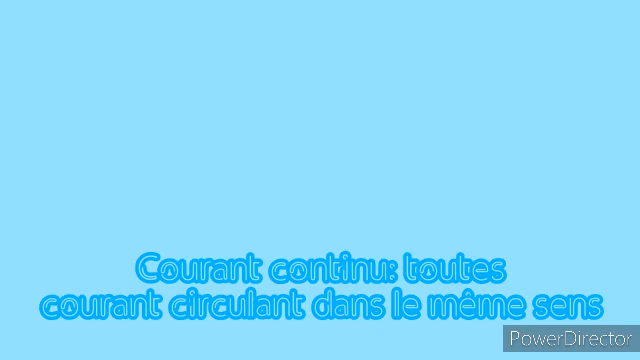 Courant continu: toutes
courant circulant dans le même sens
PowerDirector